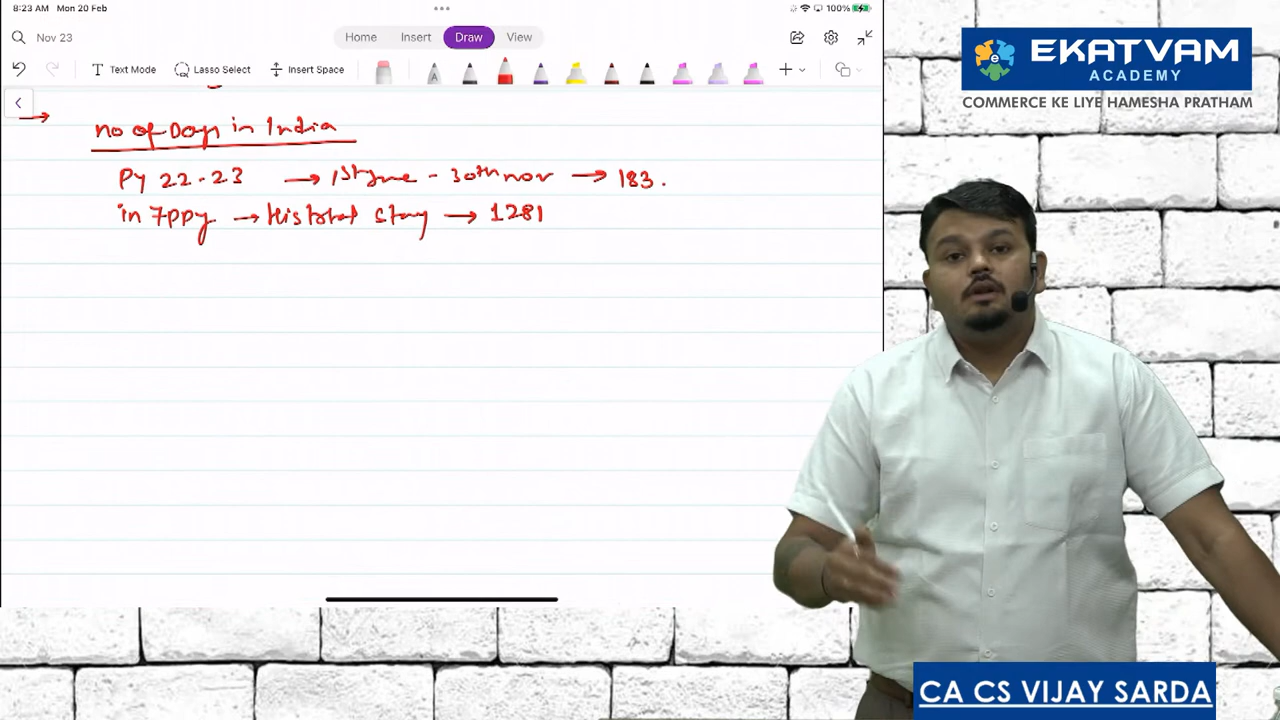 8:23 AM Mon 20 Feb
100%
Nov 23
Home Insert Draw View
Text Mode Lasso Select Insert Space
no of Days in India
Py 22-23 → 1st June - 30th nov → 183.
in 7PPy → His total Stay → 1281
EKATVAM
ACADEMY
COMMERCE KE LIYE HAMESHA PRATHAM
CA CS VIJAY SARDA